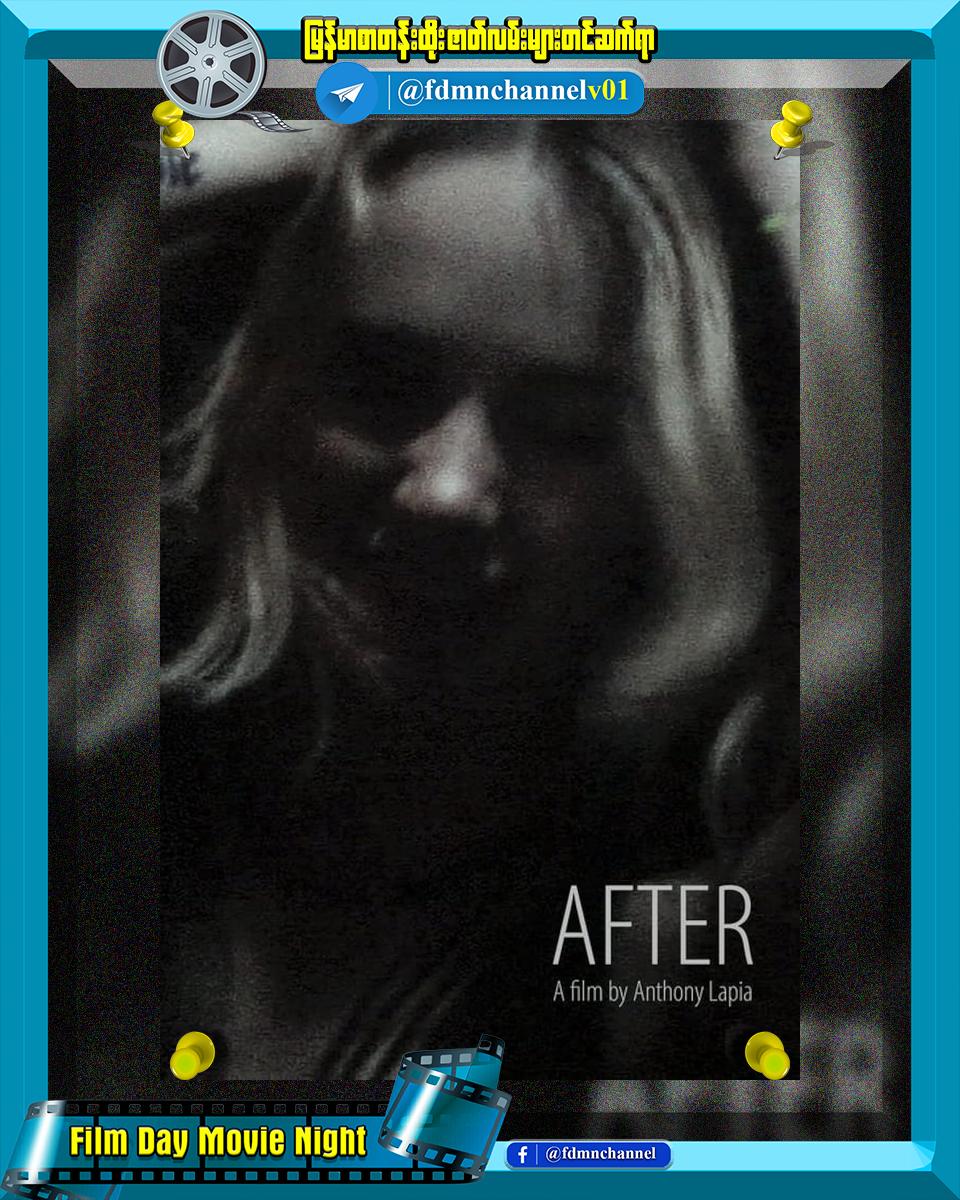 မြန်မာစာတန်းထိုးဇာတ်လမ်းများတင်ဆက်ရာ
@fdmnchannelv01
AFTER
A film by Anthony Lapia
Film Day Movie Night
@fdmnchannel